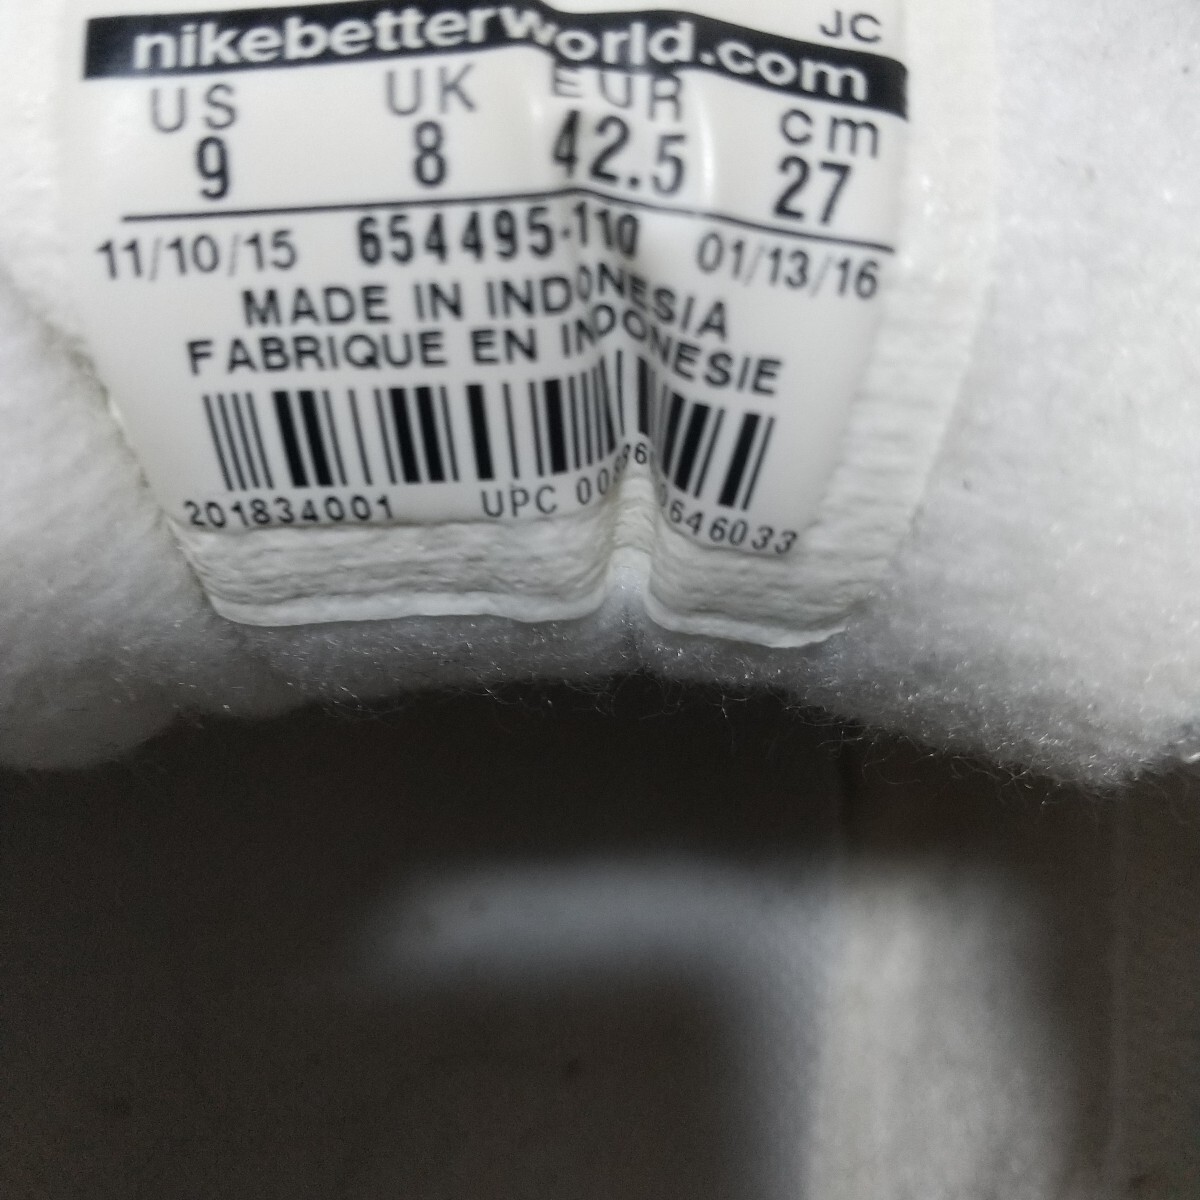 JC
nikebetterworld.com
US UK EUR cm
9 8 42.5 27
11/10/15 654495-110 01/13/16
MADE IN INDONESIA
FABRIQUE EN INDONESIE
201834001 UPC